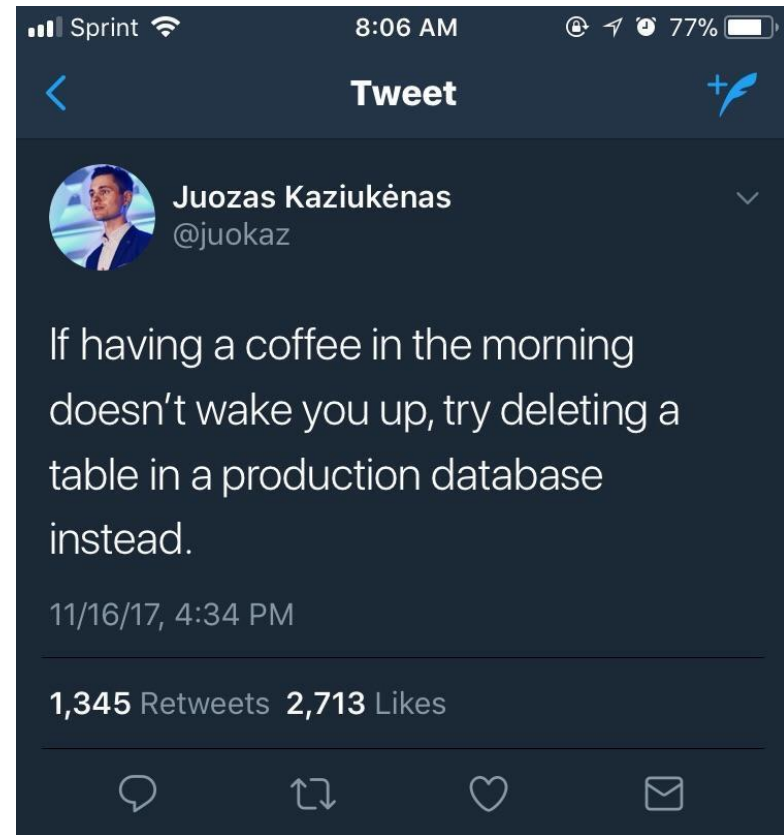 Sprint 8:06 AM 77%
Tweet
Juozas Kaziukėnas
@juokaz
If having a coffee in the morning
doesn’t wake you up, try deleting a
table in a production database
instead.
11/16/17, 4:34 PM
1,345 Retweets 2,713 Likes